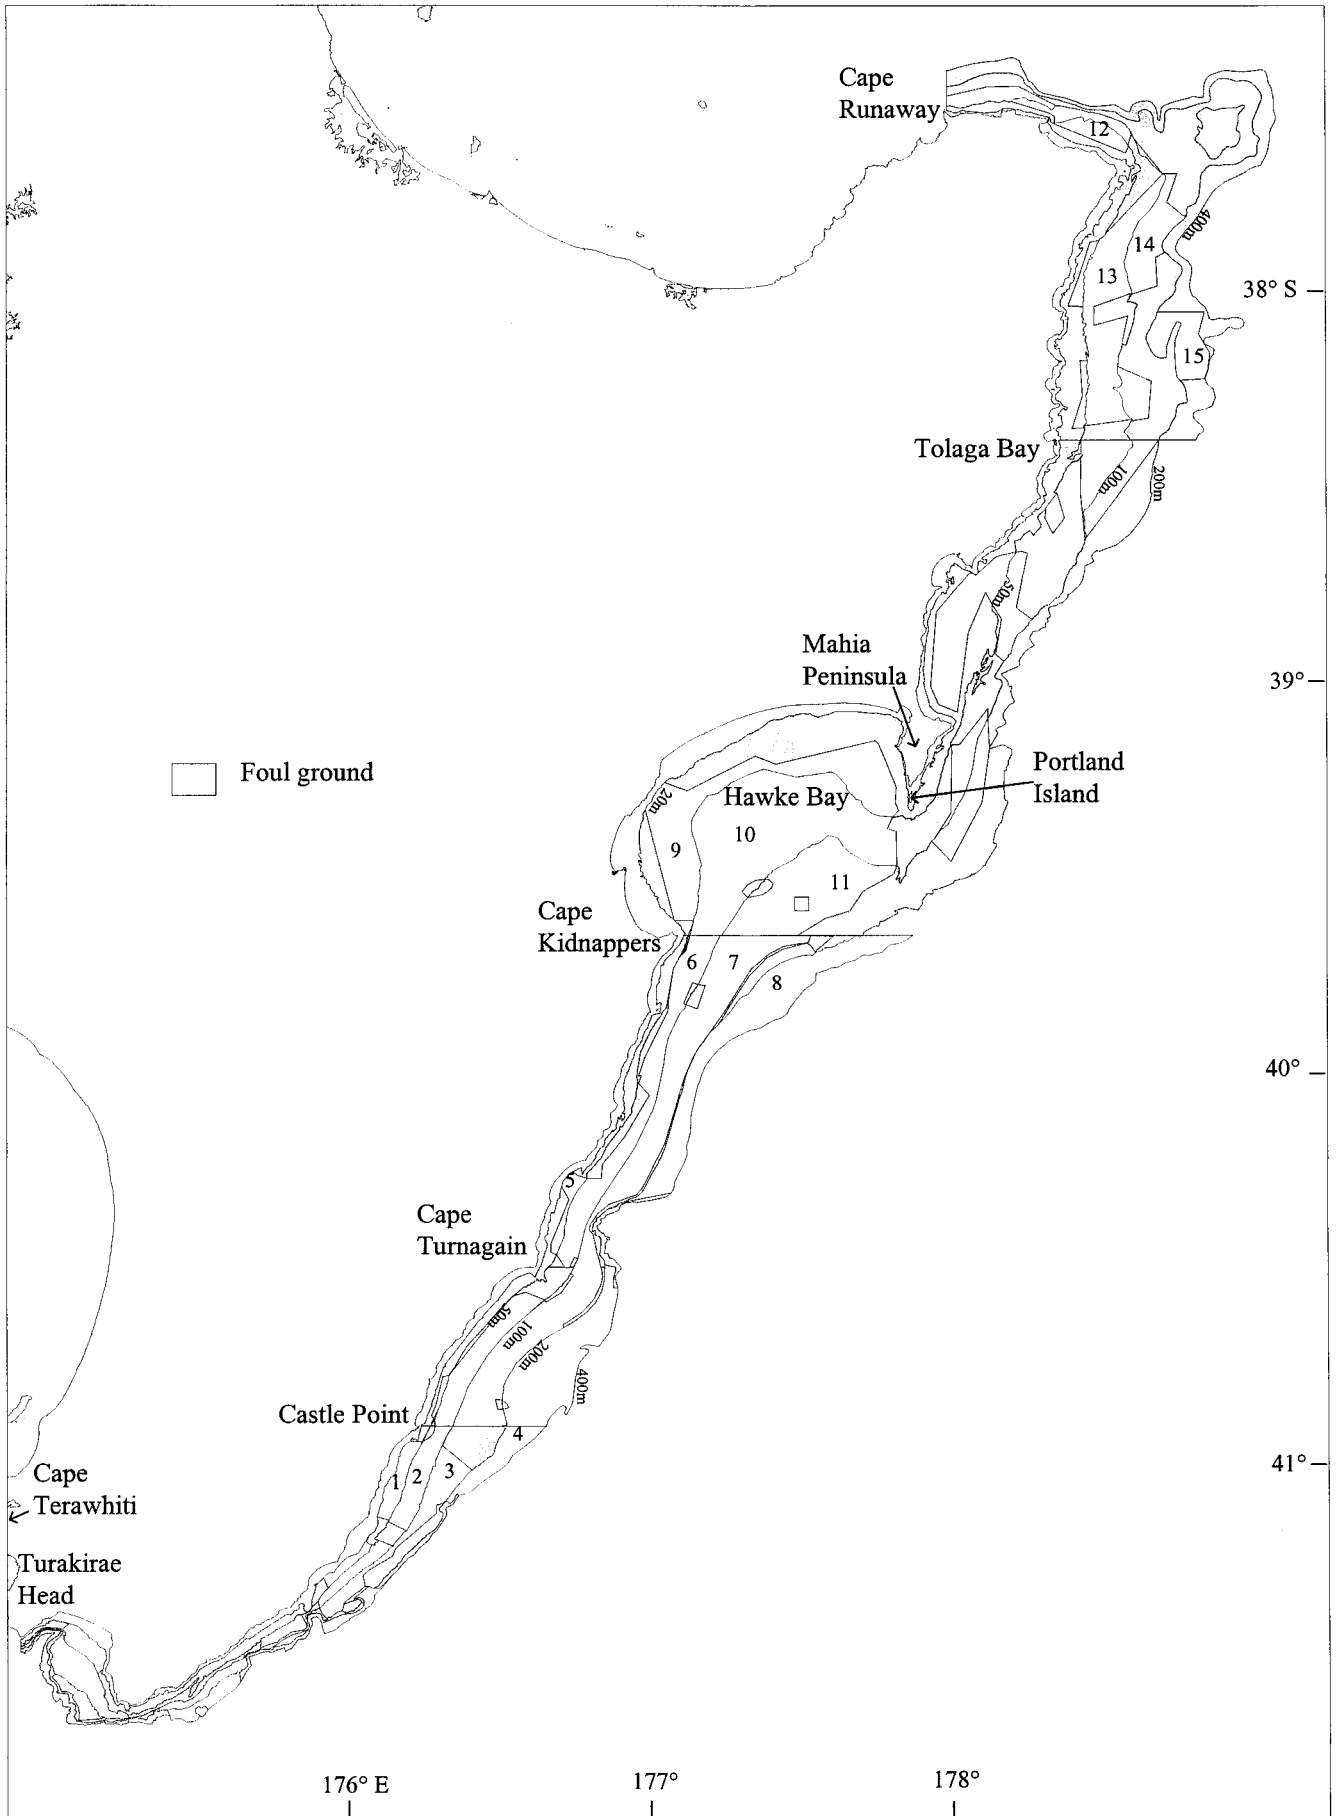 Cape
Runaway
12
400m
14
13
38° S
15
Tolaga Bay
100m
200m
50m
Mahia
Peninsula
39°
Portland
Island
Foul ground
20m
Hawke Bay
10
9
11
Cape
Kidnappers
6
7
8
40°
5
Cape
Turnagain
50m
100m
200m
400m
Castle Point
4
3
2
1
41°
Cape
Terawhiti
Turakirae
Head
176° E
177°
178°